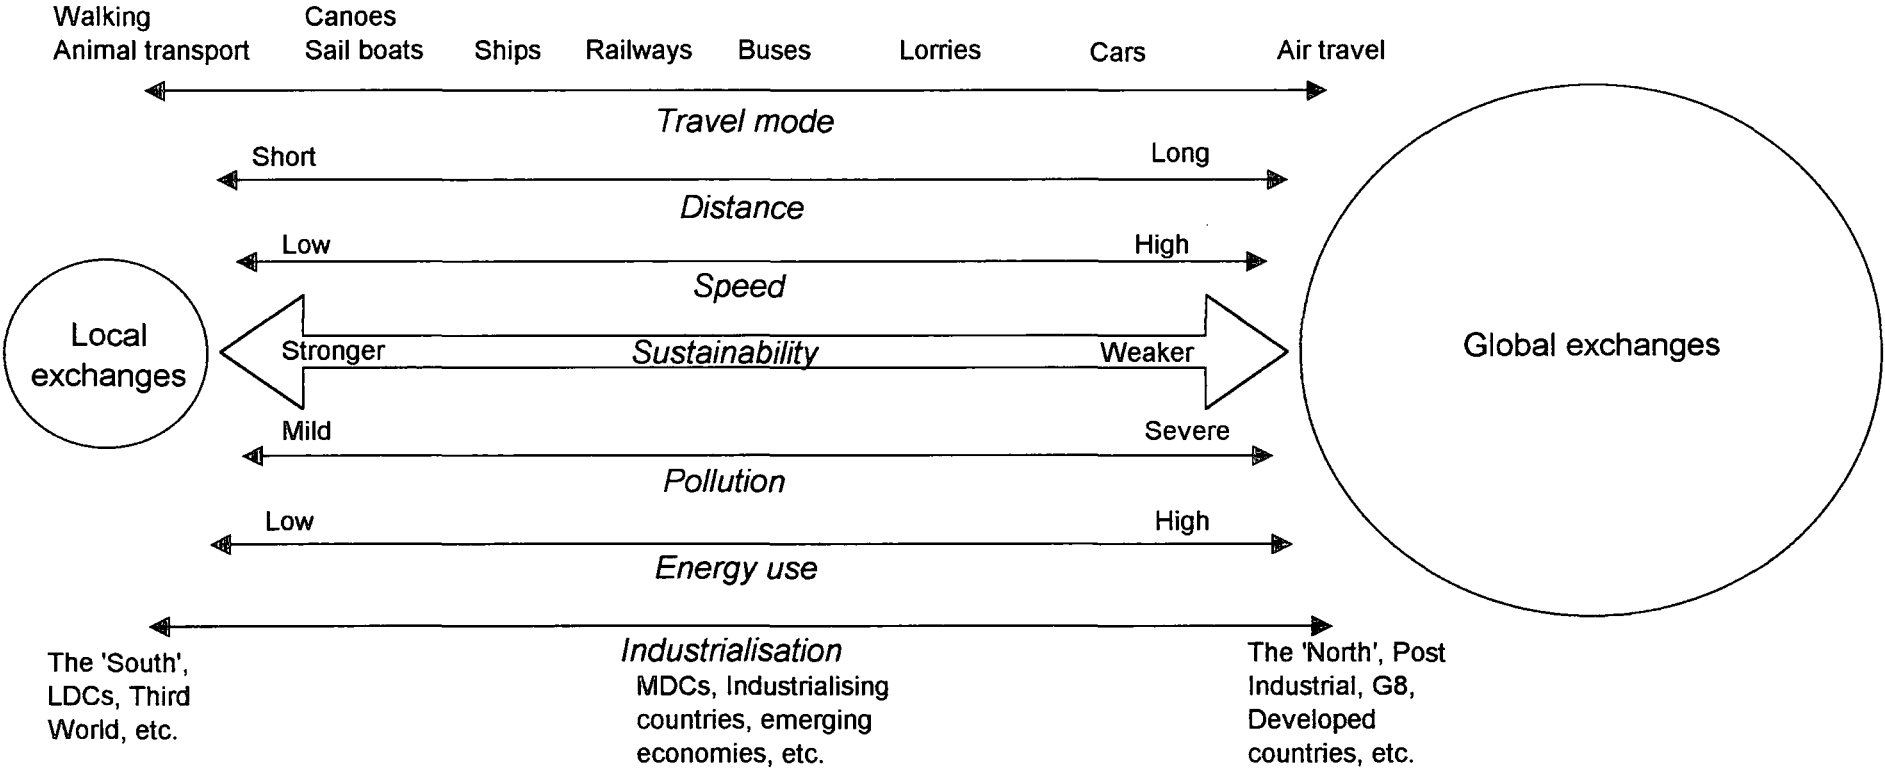 Walking
Animal transport
Canoes
Sail boats
Ships
Railways
Buses
Lorries
Cars
Air travel
Travel mode
Short
Long
Distance
Low
High
Speed
Local
exchanges
Stronger
Sustainability
Weaker
Global exchanges
Mild
Severe
Pollution
Low
High
Energy use
Industrialisation
The 'South',
LDCs, Third
World, etc.
MDCs, Industrialising
countries, emerging
economies, etc.
The 'North', Post
Industrial, G8,
Developed
countries, etc.